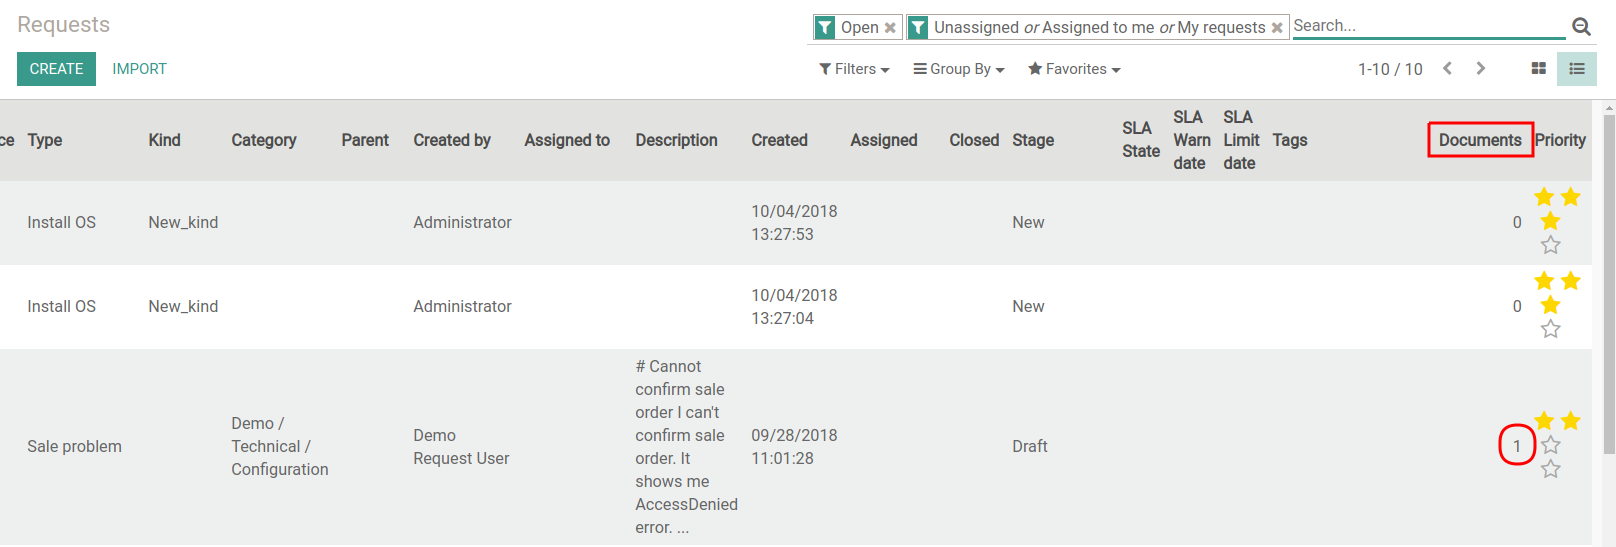 Requests
Open
Unassigned or Assigned to me or My requests
Search...
CREATE
IMPORT
Filters
Group By
Favorites
1-10 / 10
ce
Type
Kind
Category
Parent
Created by
Assigned to
Description
Created
Assigned
Closed
Stage
SLA
State
SLA
Warn
date
SLA
Limit
date
Tags
Documents
Priority
Install OS
New_kind
Administrator
10/04/2018
13:27:53
New
0
Install OS
New_kind
Administrator
10/04/2018
13:27:04
New
0
Sale problem
Demo /
Technical /
Configuration
Demo
Request User
# Cannot
confirm sale
order I can't
confirm sale
order. It
shows me
AccessDenied
error. ...
09/28/2018
11:01:28
Draft
1